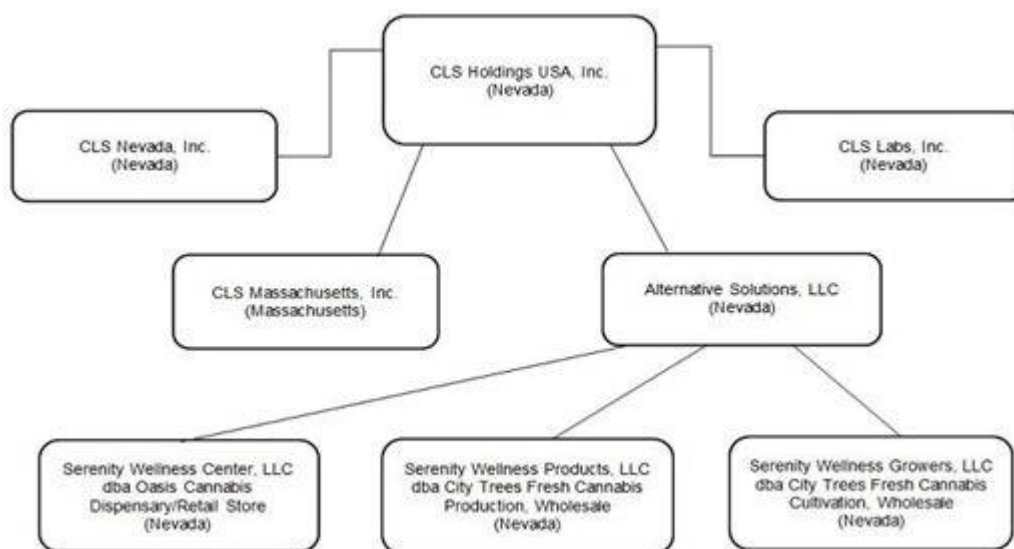 CLS Holdings USA, Inc.
(Nevada)
CLS Nevada, Inc.
(Nevada)
CLS Labs, Inc.
(Nevada)
CLS Massachusetts, Inc.
(Massachusetts)
Alternative Solutions, LLC
(Nevada)
Serenity Wellness Center, LLC
dba Oasis Cannabis
Dispensary/Retail Store
(Nevada)
Serenity Wellness Products, LLC
dba City Trees Fresh Cannabis
Production, Wholesale
(Nevada)
Serenity Wellness Growers, LLC
dba City Trees Fresh Cannabis
Cultivation, Wholesale
(Nevada)